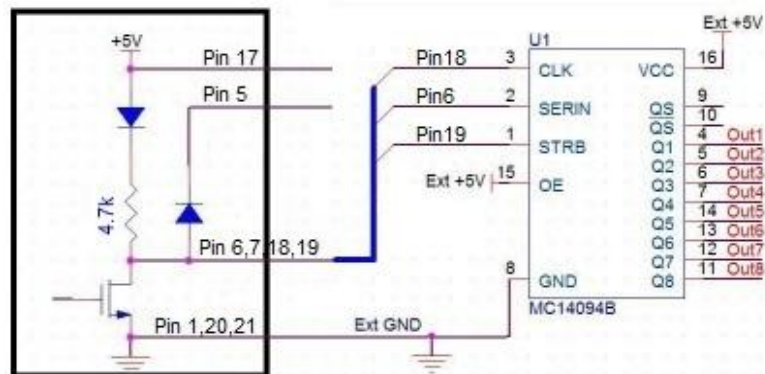 +5V
Pin 17
Pin 5
4.7k
Pin 6,7,18,19
Pin 1,20,21
Ext GND
Pin18
Pin6
Pin19
Ext +5V
U1
3 CLK
2 SERIN
1 STRB
15 OE
8 GND
MC14094B
Ext +5V
VCC 16
QS 9
QS 10
Q1 4 Out1
Q2 5 Out2
Q3 6 Out3
Q4 7 Out4
Q5 14 Out5
Q6 13 Out6
Q7 12 Out7
Q8 11 Out8